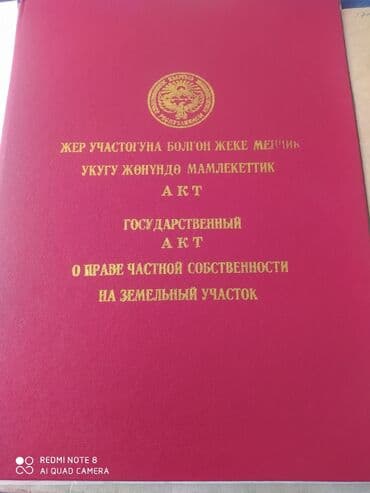 ЖЕР УЧАСТОГУНА БОЛГОН ЖЕКЕ МЕНЧИК
УКУГУ ЖӨНҮНДӨ МАМЛЕКЕТТИК
АКТ
ГОСУДАРСТВЕННЫЙ
АКТ
О ПРАВЕ ЧАСТНОЙ СОБСТВЕННОСТИ
НА ЗЕМЕЛЬНЫЙ УЧАСТОК
REDMI NOTE 8
AI QUAD CAMERA